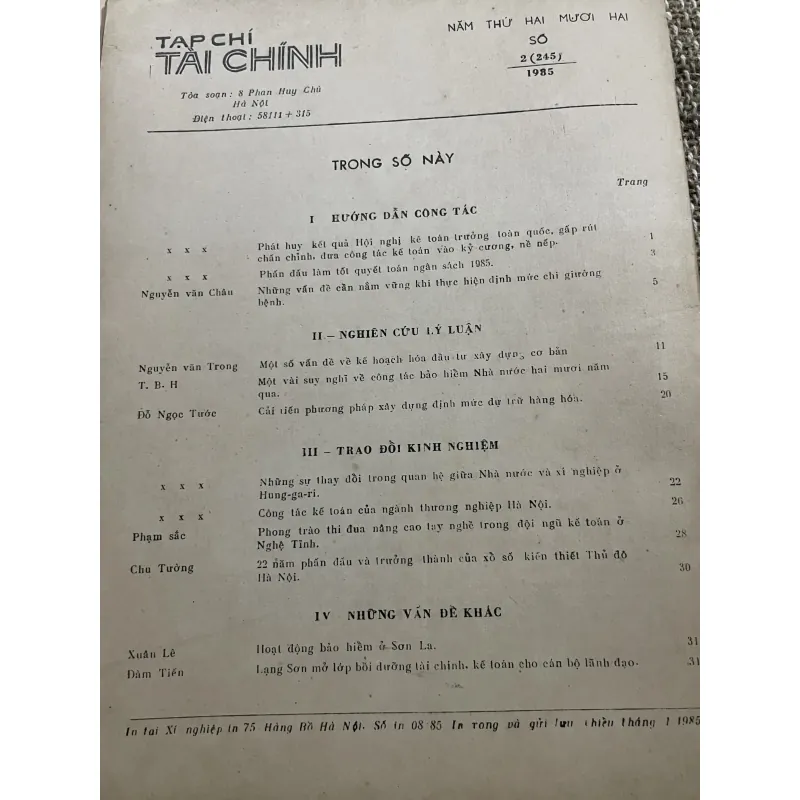 TẠP CHÍ
TÀI CHÍNH
Tòa soạn : 8 Phan Huy Chú
Hà Nội
Điện thoại : 58111 + 315
NĂM THỨ HAI MƯƠI HAI
SỐ
2 (245)
1985
TRONG SỐ NÀY
Trang
I HƯỚNG DẪN CÔNG TÁC
x x x Phát huy kết quả Hội nghị kế toán trưởng toàn quốc, gấp rút
chấn chỉnh, đưa công tác kế toán vào kỷ cương, nề nếp. 1
x x x Phấn đấu làm tốt quyết toán ngân sách 1985. 3
Nguyễn văn Châu Những vấn đề cần nắm vững khi thực hiện định mức chi giường
bệnh. 5
II – NGHIÊN CỨU LÝ LUẬN
Nguyễn văn Trong Một số vấn đề về kế hoạch hóa đầu tư xây dựng cơ bản 11
T. B. H Một vài suy nghĩ về công tác bảo hiểm Nhà nước hai mươi năm
qua. 15
Đỗ Ngọc Tước Cải tiến phương pháp xây dựng định mức dự trữ hàng hóa. 20
III – TRAO ĐỔI KINH NGHIỆM
x x x Những sự thay đổi trong quan hệ giữa Nhà nước và xí nghiệp ở
Hung-ga-ri. 22
x x x Công tác kế toán của ngành thương nghiệp Hà Nội. 26
Phạm sắc Phong trào thi đua nâng cao tay nghề trong đội ngũ kế toán ở
Nghệ Tĩnh. 28
Chu Tưởng 22 năm phấn đấu và trưởng thành của xổ số kiến thiết Thủ đô
Hà Nội. 30
IV NHỮNG VẤN ĐỀ KHÁC
Xuân Lê Hoạt động bảo hiểm ở Sơn La. 31
Đàm Tiến Lạng Sơn mở lớp bồi dưỡng tài chính, kế toán cho cán bộ lãnh đạo. 31
In tại Xí nghiệp in 75 Hàng Bồ Hà Nội. Số in 08 85 In xong và gửi lưu chiểu tháng 1 1985